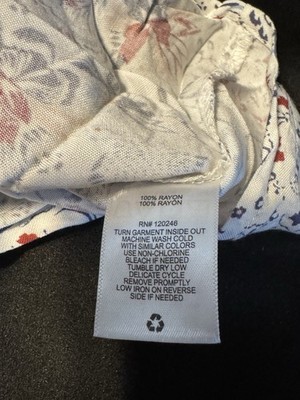 100% RAYON
100% RAYON
RN# 120246
TURN GARMENT INSIDE OUT
MACHINE WASH COLD
WITH SIMILAR COLORS
USE NON-CHLORINE
BLEACH IF NEEDED
TUMBLE DRY LOW
DELICATE CYCLE
REMOVE PROMPTLY
LOW IRON ON REVERSE
SIDE IF NEEDED